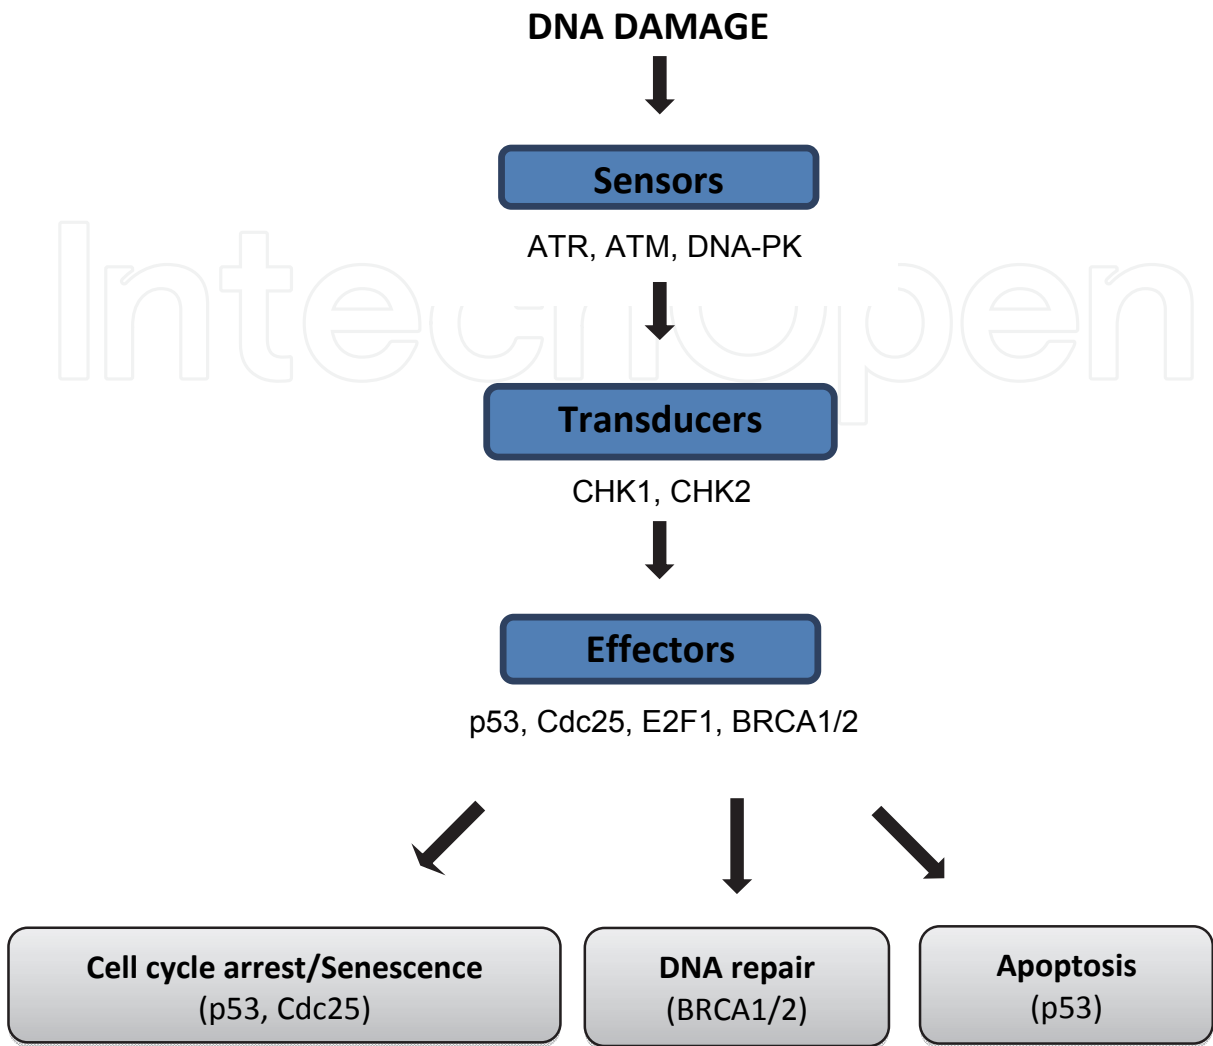 DNA DAMAGE
Sensors
ATR, ATM, DNA-PK
IntechOpen
Transducers
CHK1, CHK2
Effectors
p53, Cdc25, E2F1, BRCA1/2
Cell cycle arrest/Senescence
(p53, Cdc25)
DNA repair
(BRCA1/2)
Apoptosis
(p53)